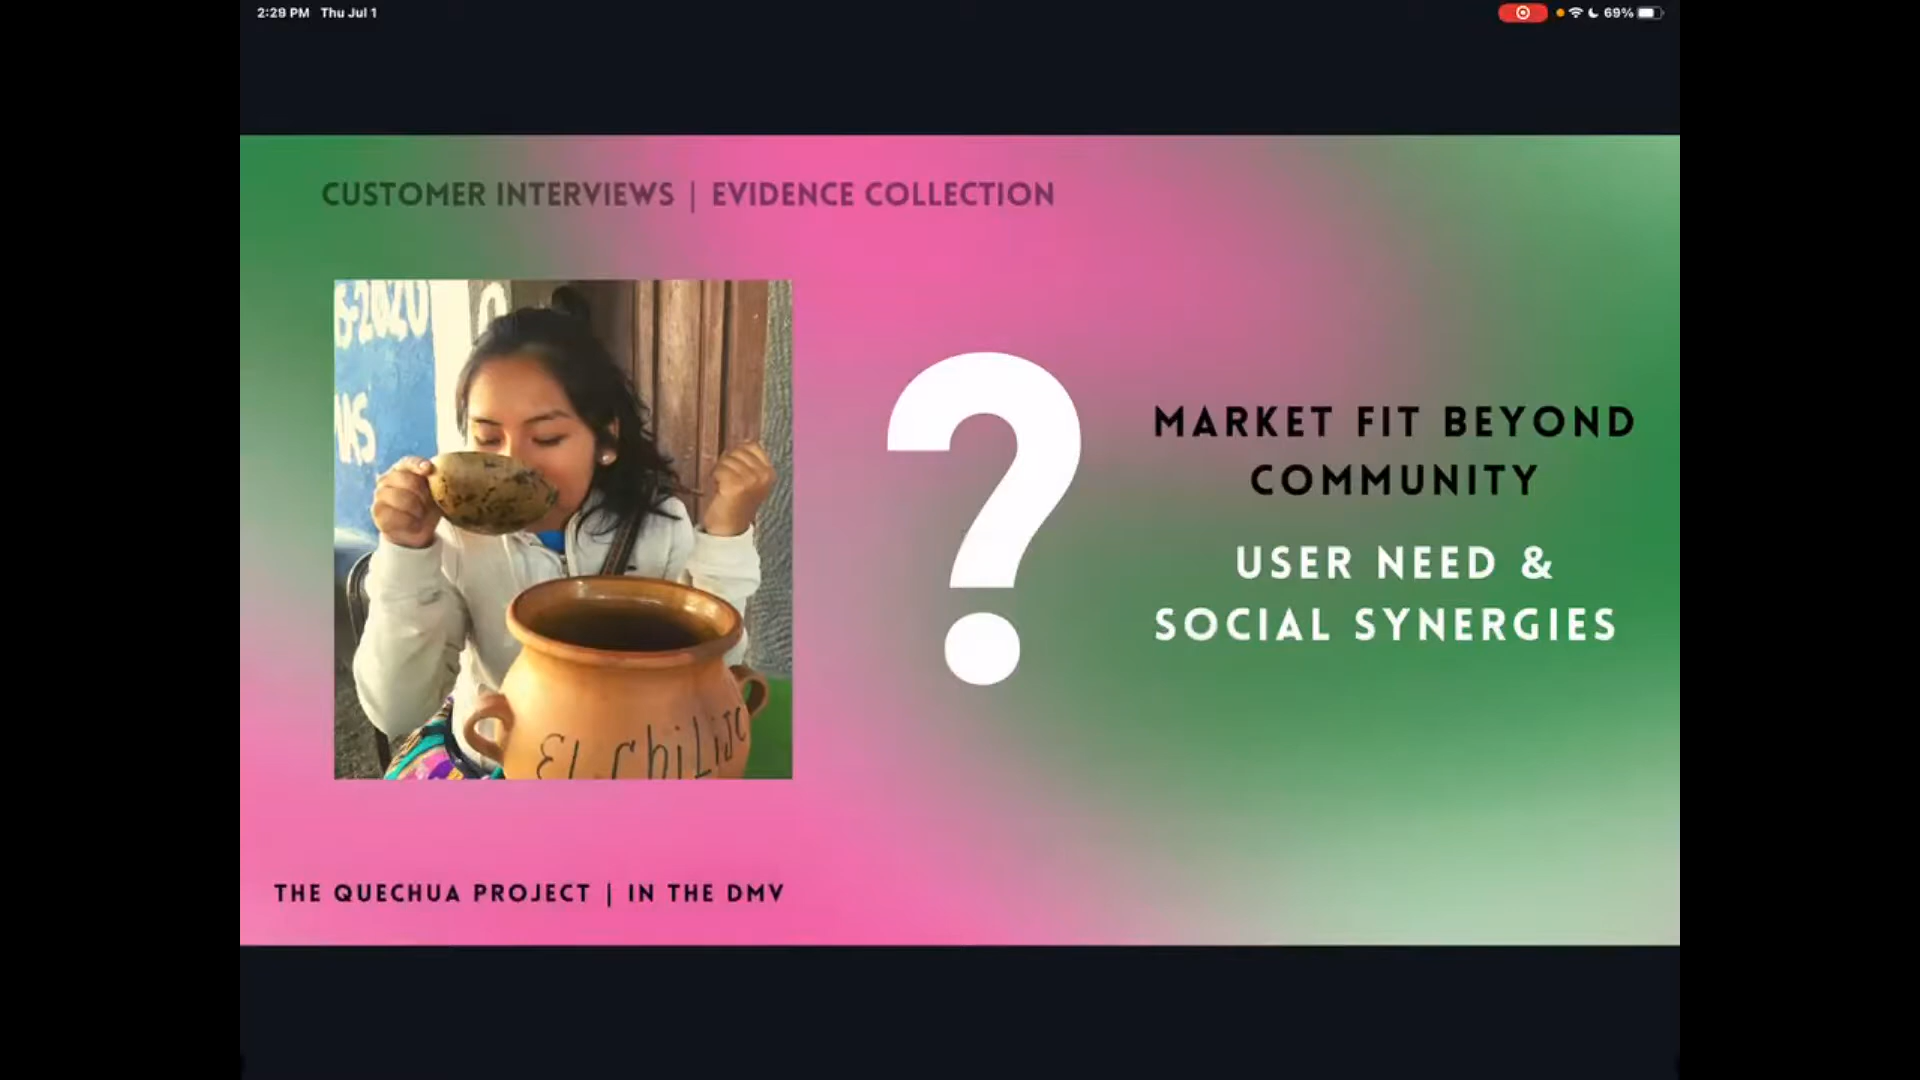 2:29 PM Thu Jul 1
69%
CUSTOMER INTERVIEWS | EVIDENCE COLLECTION
MARKET FIT BEYOND
COMMUNITY
USER NEED &
SOCIAL SYNERGIES
THE QUECHUA PROJECT | IN THE DMV